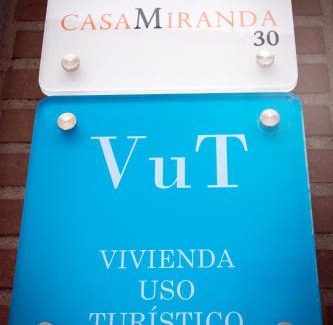 CASAMIRANDA
30
VuT
VIVIENDA
USO
TURÍSTICO